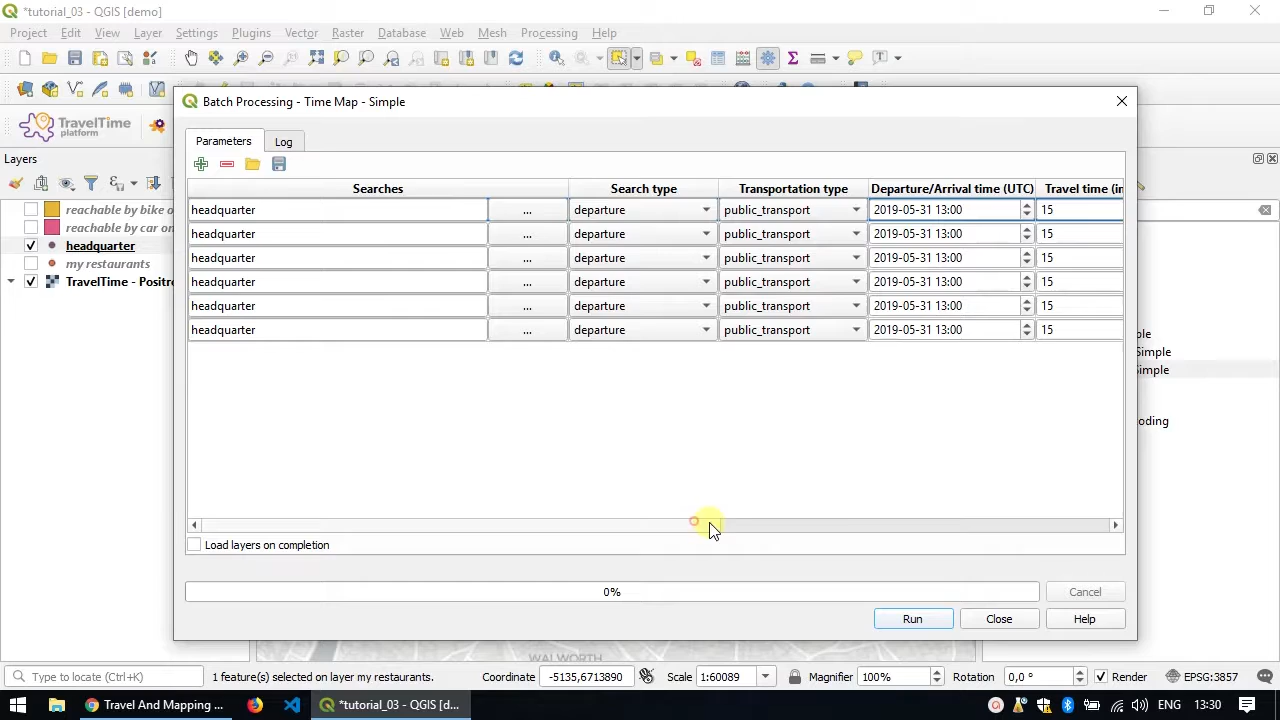 *tutorial_03 - QGIS [demo]
Project Edit View Layer Settings Plugins Vector Raster Database Web Mesh Processing Help
Batch Processing - Time Map - Simple
TravelTime
platform
Parameters
Log
Layers
Searches
Search type
Transportation type
Departure/Arrival time (UTC)
Travel time (in
reachable by bike o
reachable by car on
headquarter
my restaurants
TravelTime - Positro
headquarter ... departure public_transport 2019-05-31 13:00 15
headquarter ... departure public_transport 2019-05-31 13:00 15
headquarter ... departure public_transport 2019-05-31 13:00 15
headquarter ... departure public_transport 2019-05-31 13:00 15
headquarter ... departure public_transport 2019-05-31 13:00 15
headquarter ... departure public_transport 2019-05-31 13:00 15
ple
Simple
Simple
oding
Load layers on completion
0%
Cancel
Run
Close
Help
WALWORTH
Type to locate (Ctrl+K)
1 feature(s) selected on layer my restaurants.
Coordinate -5135,6713890
Scale 1:60089
Magnifier 100%
Rotation 0,0 °
Render
EPSG:3857
Travel And Mapping ...
*tutorial_03 - QGIS [d...
ENG
13:30